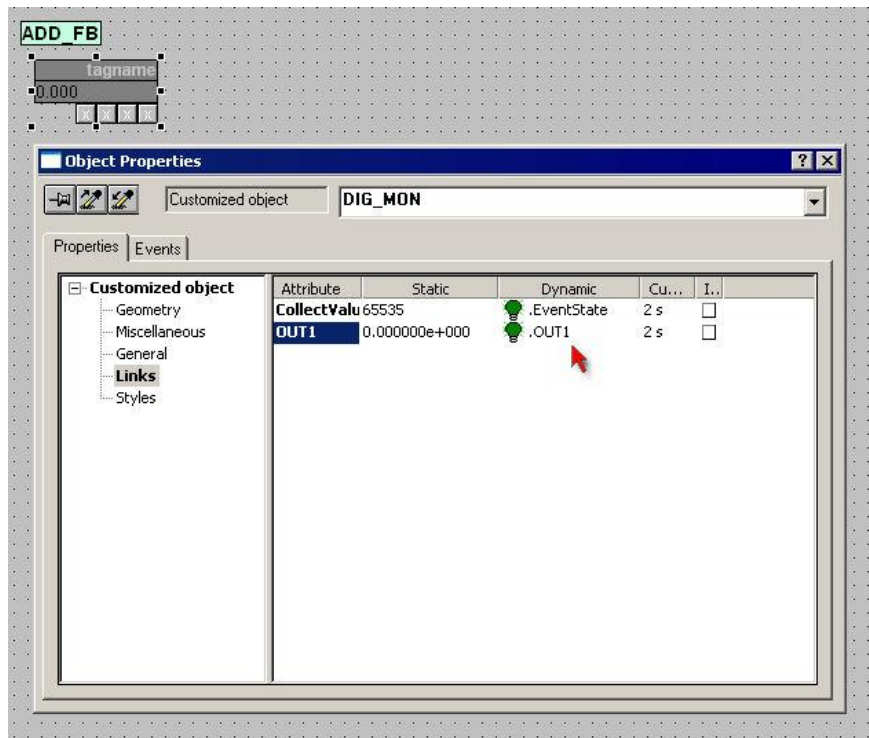 ADD_FB
tagname
0.000
X X X X
Object Properties
Customized object DIG_MON
Properties Events
Customized object
Geometry
Miscellaneous
General
Links
Styles
Attribute Static Dynamic Cu... I..
CollectValu 65535 .EventState 2 s
OUT1 0.000000e+000 .OUT1 2 s